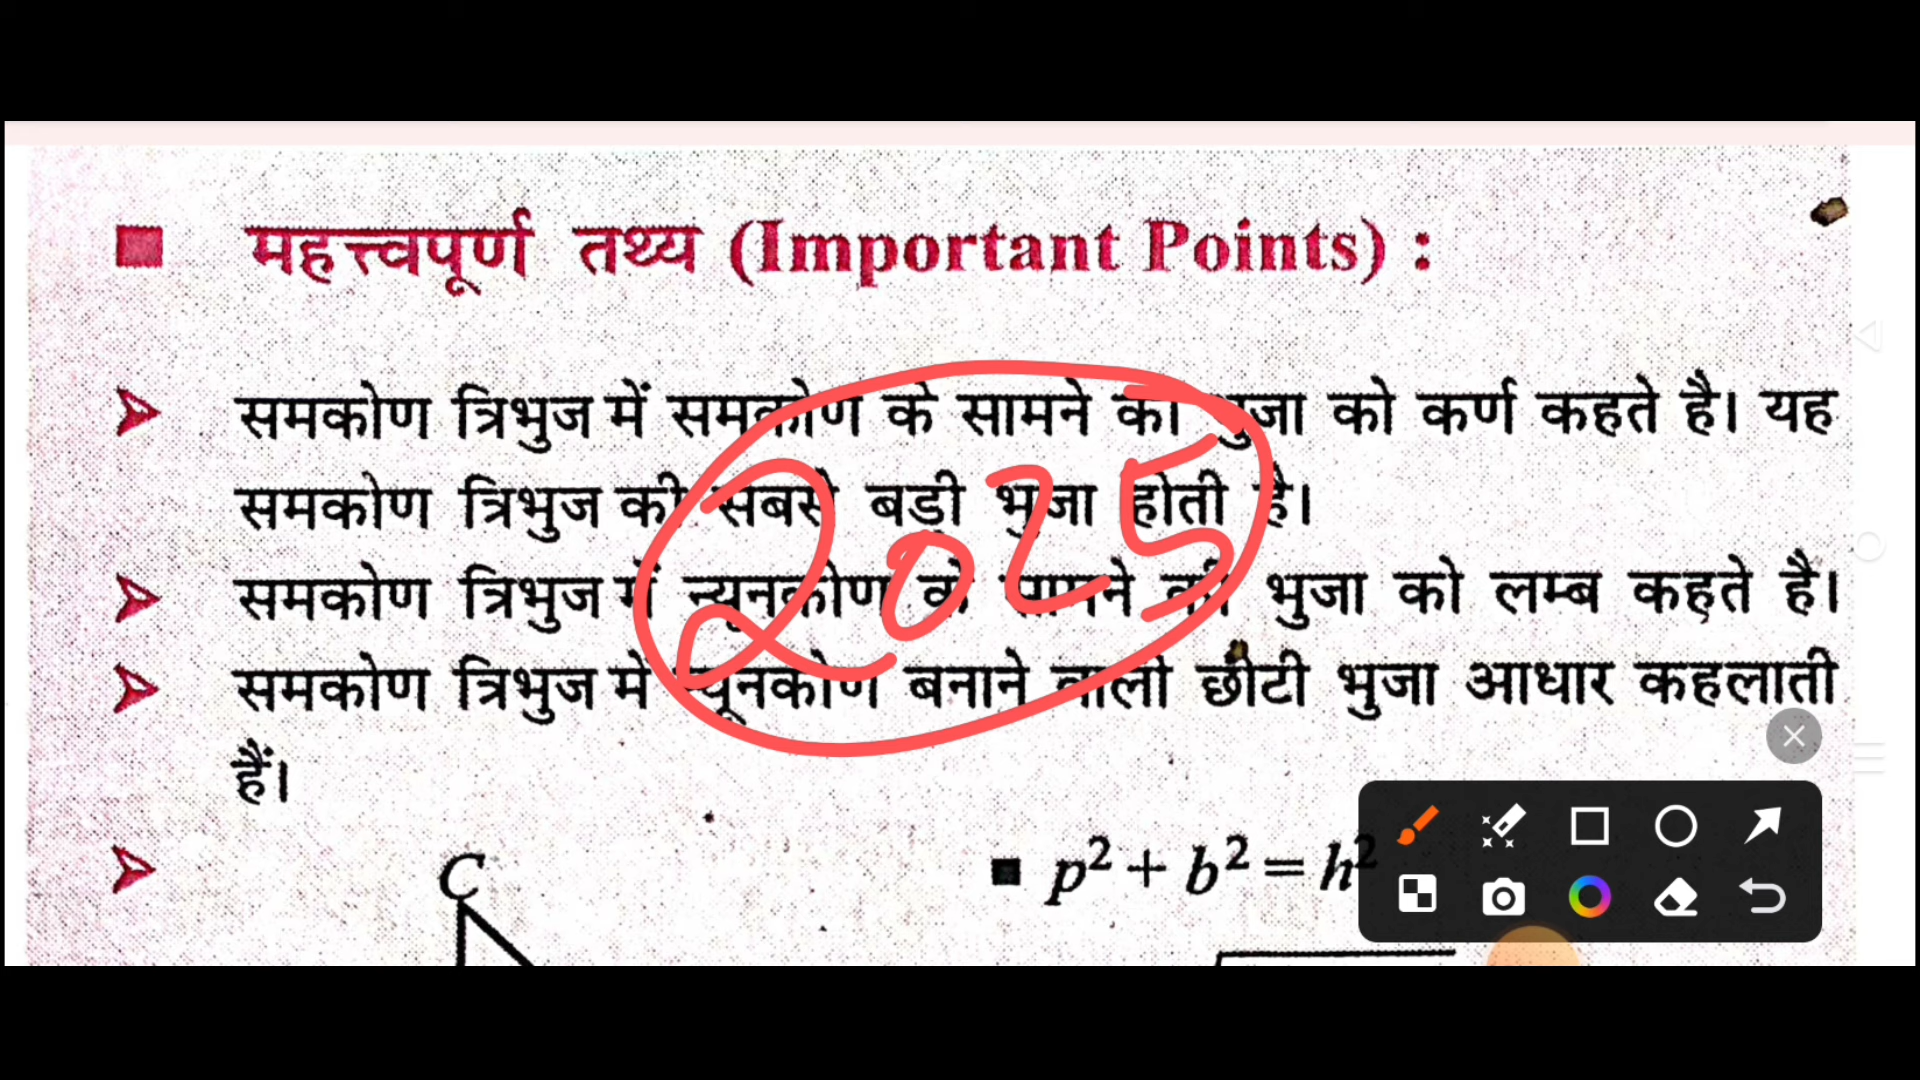 ■ महत्त्वपूर्ण तथ्य (Important Points) :
➢ समकोण त्रिभुज में समकोण के सामने की भुजा को कर्ण कहते है। यह
समकोण त्रिभुज की सबसे बड़ी भुजा होती है।
➢ समकोण त्रिभुज में न्यूनकोण के सामने की भुजा को लम्ब कहते है।
➢ समकोण त्रिभुज में न्यूनकोण बनाने वाली छोटी भुजा आधार कहलाती
हैं।
2025
➢ C
■ p² + b² = h²